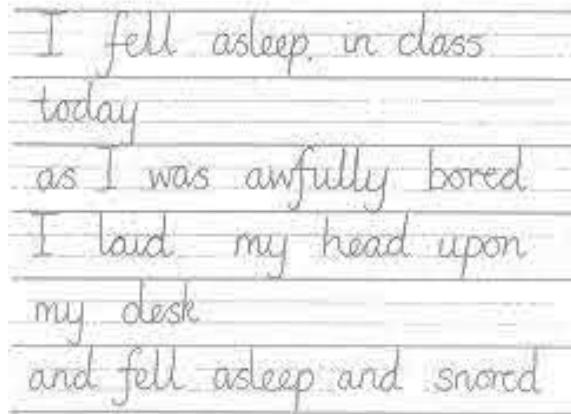 I fell asleep in class
today
as I was awfully bored
I laid my head upon
my desk
and fell asleep and snored